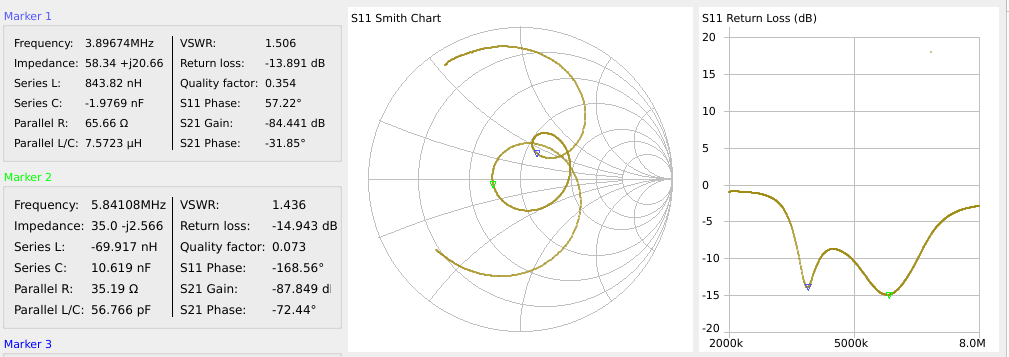 Marker 1
Frequency: 3.89674MHz VSWR: 1.506
Impedance: 58.34 +j20.66 Return loss: -13.891 dB
Series L: 843.82 nH Quality factor: 0.354
Series C: -1.9769 nF S11 Phase: 57.22°
Parallel R: 65.66 Ω S21 Gain: -84.441 dB
Parallel L/C: 7.5723 µH S21 Phase: -31.85°
Marker 2
Frequency: 5.84108MHz VSWR: 1.436
Impedance: 35.0 -j2.566 Return loss: -14.943 dB
Series L: -69.917 nH Quality factor: 0.073
Series C: 10.619 nF S11 Phase: -168.56°
Parallel R: 35.19 Ω S21 Gain: -87.849 d
Parallel L/C: 56.766 pF S21 Phase: -72.44°
Marker 3
S11 Smith Chart
S11 Return Loss (dB)
20
15
10
5
0
-5
-10
-15
-20
2000k 5000k 8.0M